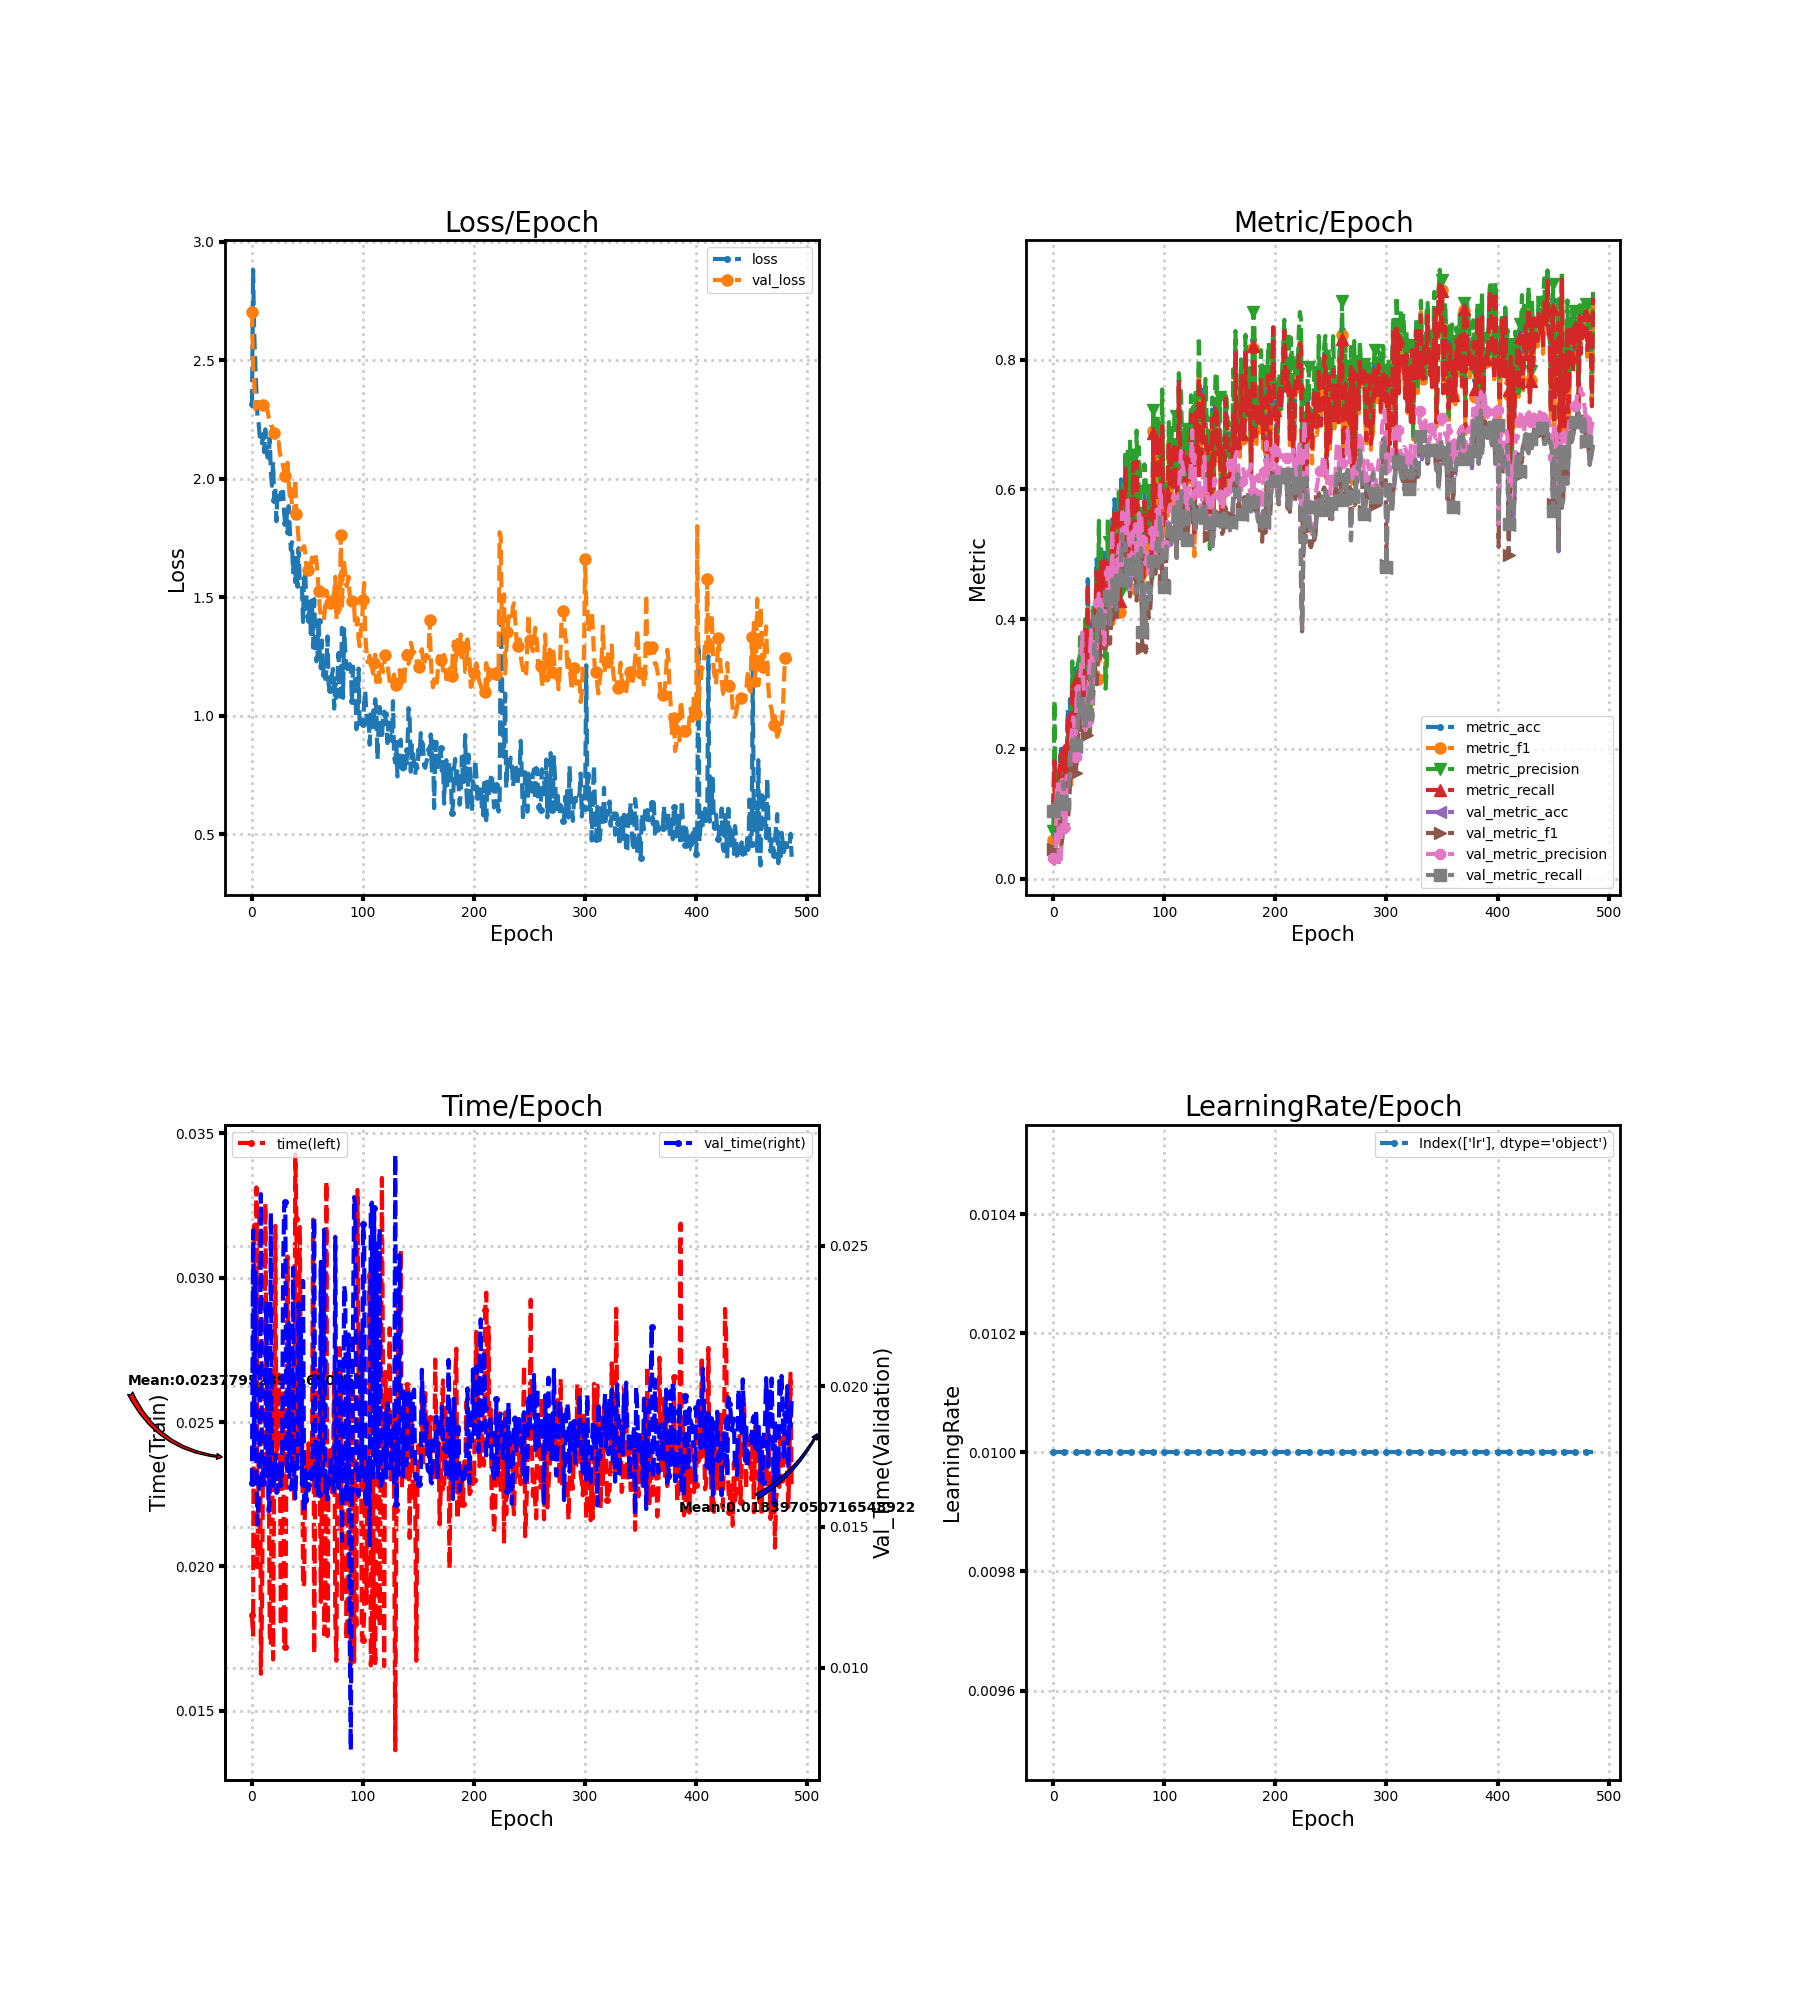 Loss/Epoch
3.0
2.5
2.0
1.5
1.0
0.5
Loss
loss
val_loss
0 100 200 300 400 500
Epoch
Metric/Epoch
0.8
0.6
0.4
0.2
0.0
Metric
metric_acc
metric_f1
metric_precision
metric_recall
val_metric_acc
val_metric_f1
val_metric_precision
val_metric_recall
0 100 200 300 400 500
Epoch
Time/Epoch
0.035
0.030
0.025
0.020
0.015
Time(Train)
time(left)
val_time(right)
0.025
0.020
0.015
0.010
Val_Time(Validation)
Mean:0.018397050716543922
0 100 200 300 400 500
Epoch
LearningRate/Epoch
0.0104
0.0102
0.0100
0.0098
0.0096
LearningRate
Index(['lr'], dtype='object')
0 100 200 300 400 500
Epoch